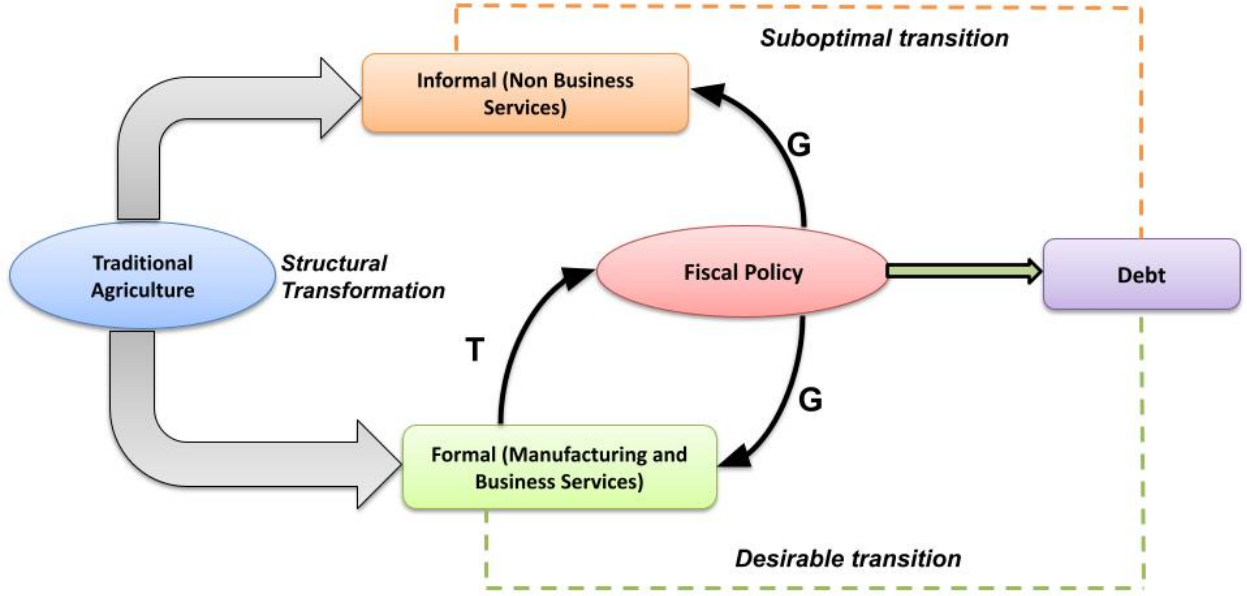 Suboptimal transition
Informal (Non Business
Services)
G
Traditional
Agriculture
Structural
Transformation
Fiscal Policy
Debt
T
G
Formal (Manufacturing and
Business Services)
Desirable transition